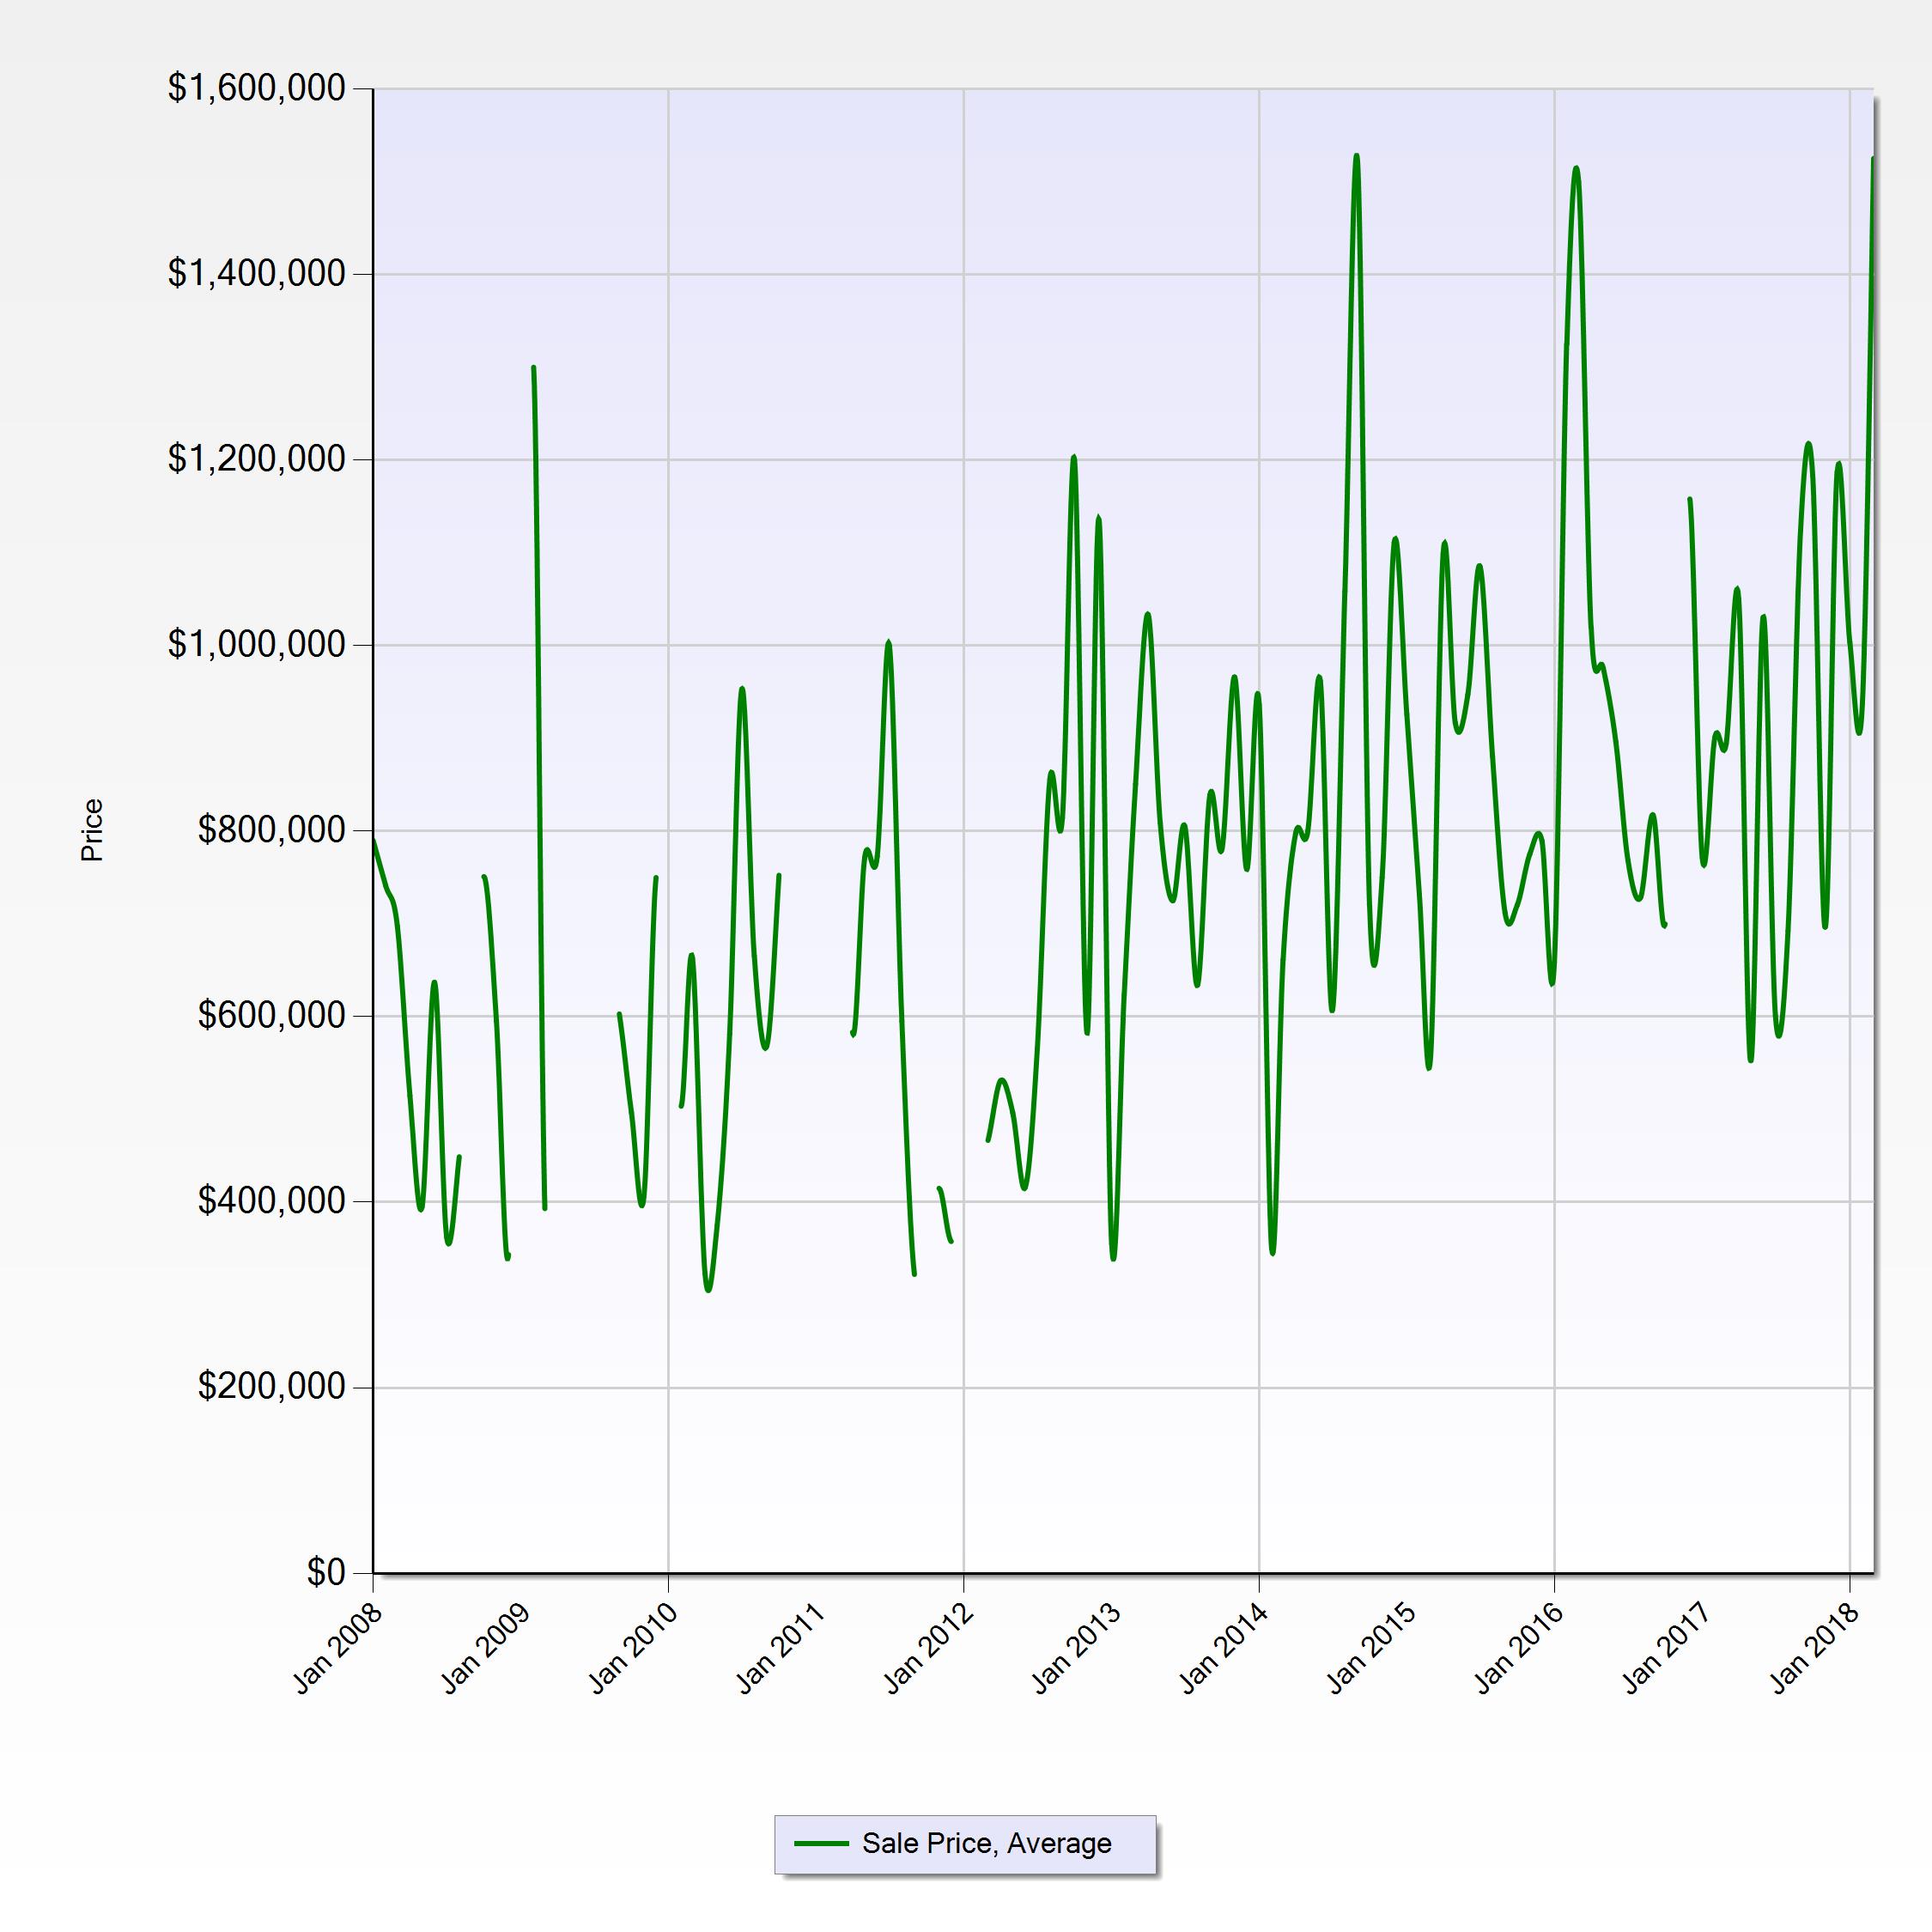 $1,600,000
$1,400,000
$1,200,000
$1,000,000
$800,000
$600,000
$400,000
$200,000
$0
Price
Jan 2008
Jan 2009
Jan 2010
Jan 2011
Jan 2012
Jan 2013
Jan 2014
Jan 2015
Jan 2016
Jan 2017
Jan 2018
Sale Price, Average